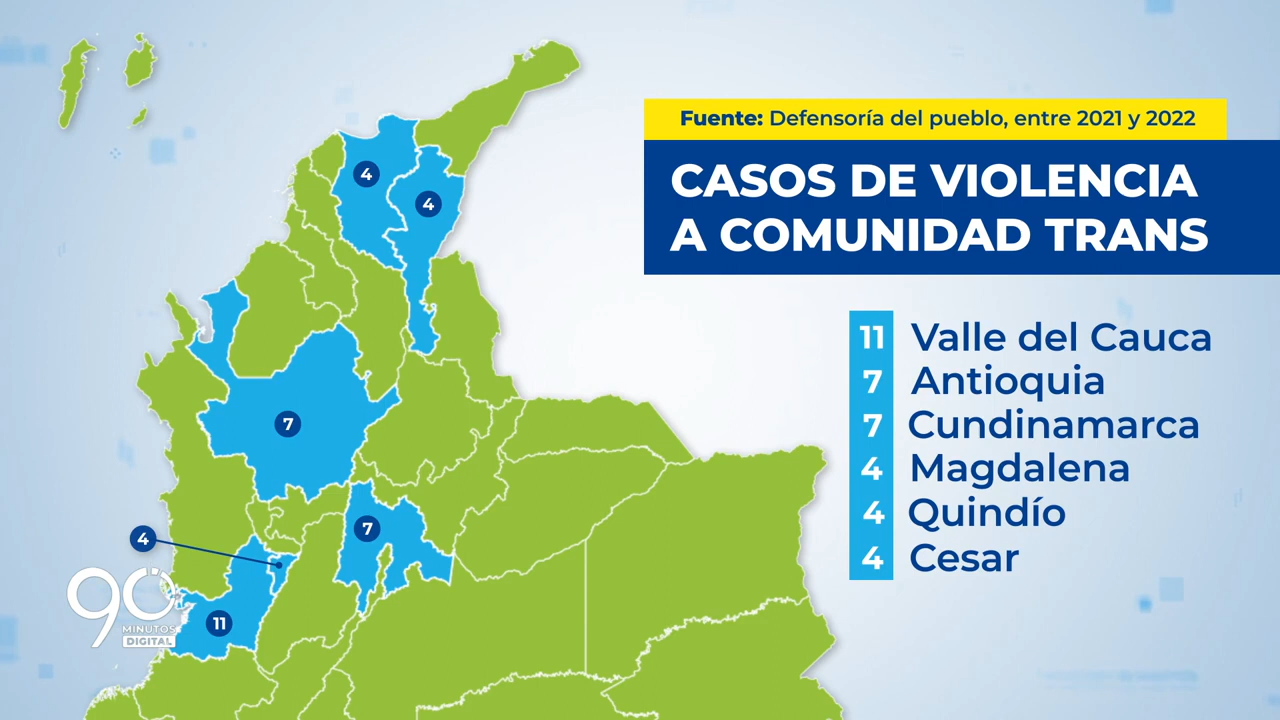 Fuente: Defensoría del pueblo, entre 2021 y 2022
CASOS DE VIOLENCIA
A COMUNIDAD TRANS
4
4
11 Valle del Cauca
7 Antioquia
7 Cundinamarca
4 Magdalena
4 Quindío
4 Cesar
7
7
4
11
90
MINUTOS
DIGITAL